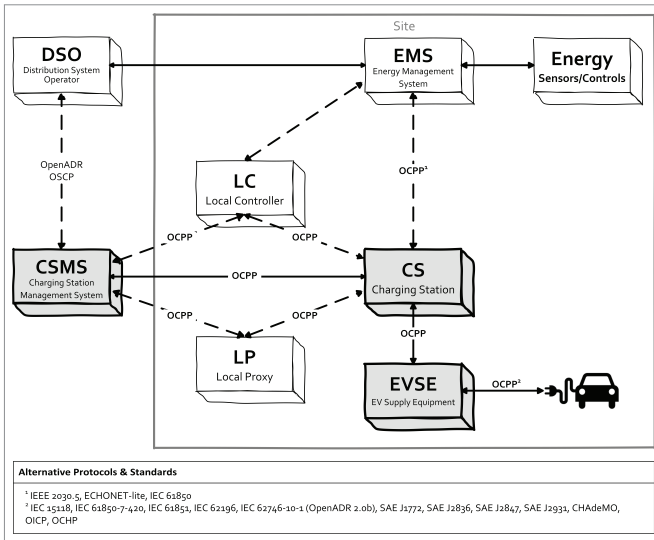 Site
DSO
Distribution System
Operator
EMS
Energy Management
System
Energy
Sensors/Controls
OpenADR
OSCP
OCPP¹
LC
Local Controller
OCPP
OCPP
CSMS
Charging Station
Management System
OCPP
CS
Charging Station
OCPP
OCPP
OCPP
LP
Local Proxy
EVSE
EV Supply Equipment
OCPP²
Alternative Protocols & Standards
¹ IEEE 2030.5, ECHONET-lite, IEC 61850
² IEC 15118, IEC 61850-7-420, IEC 61851, IEC 62196, IEC 62746-10-1 (OpenADR 2.0b), SAE J1772, SAE J2836, SAE J2847, SAE J2931, CHAdeMO,
OICP, OCHP